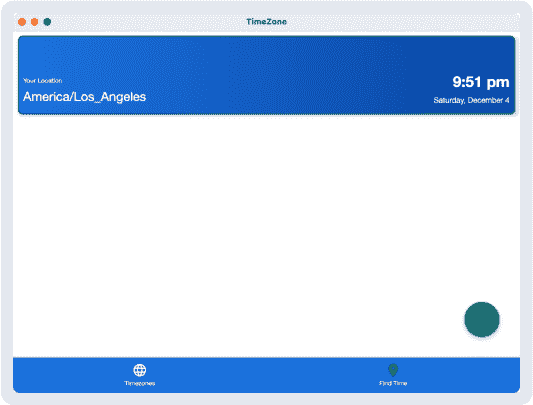 TimeZone
Your Location
9:51 pm
America/Los_Angeles
Saturday, December 4
Timezones
Find Time